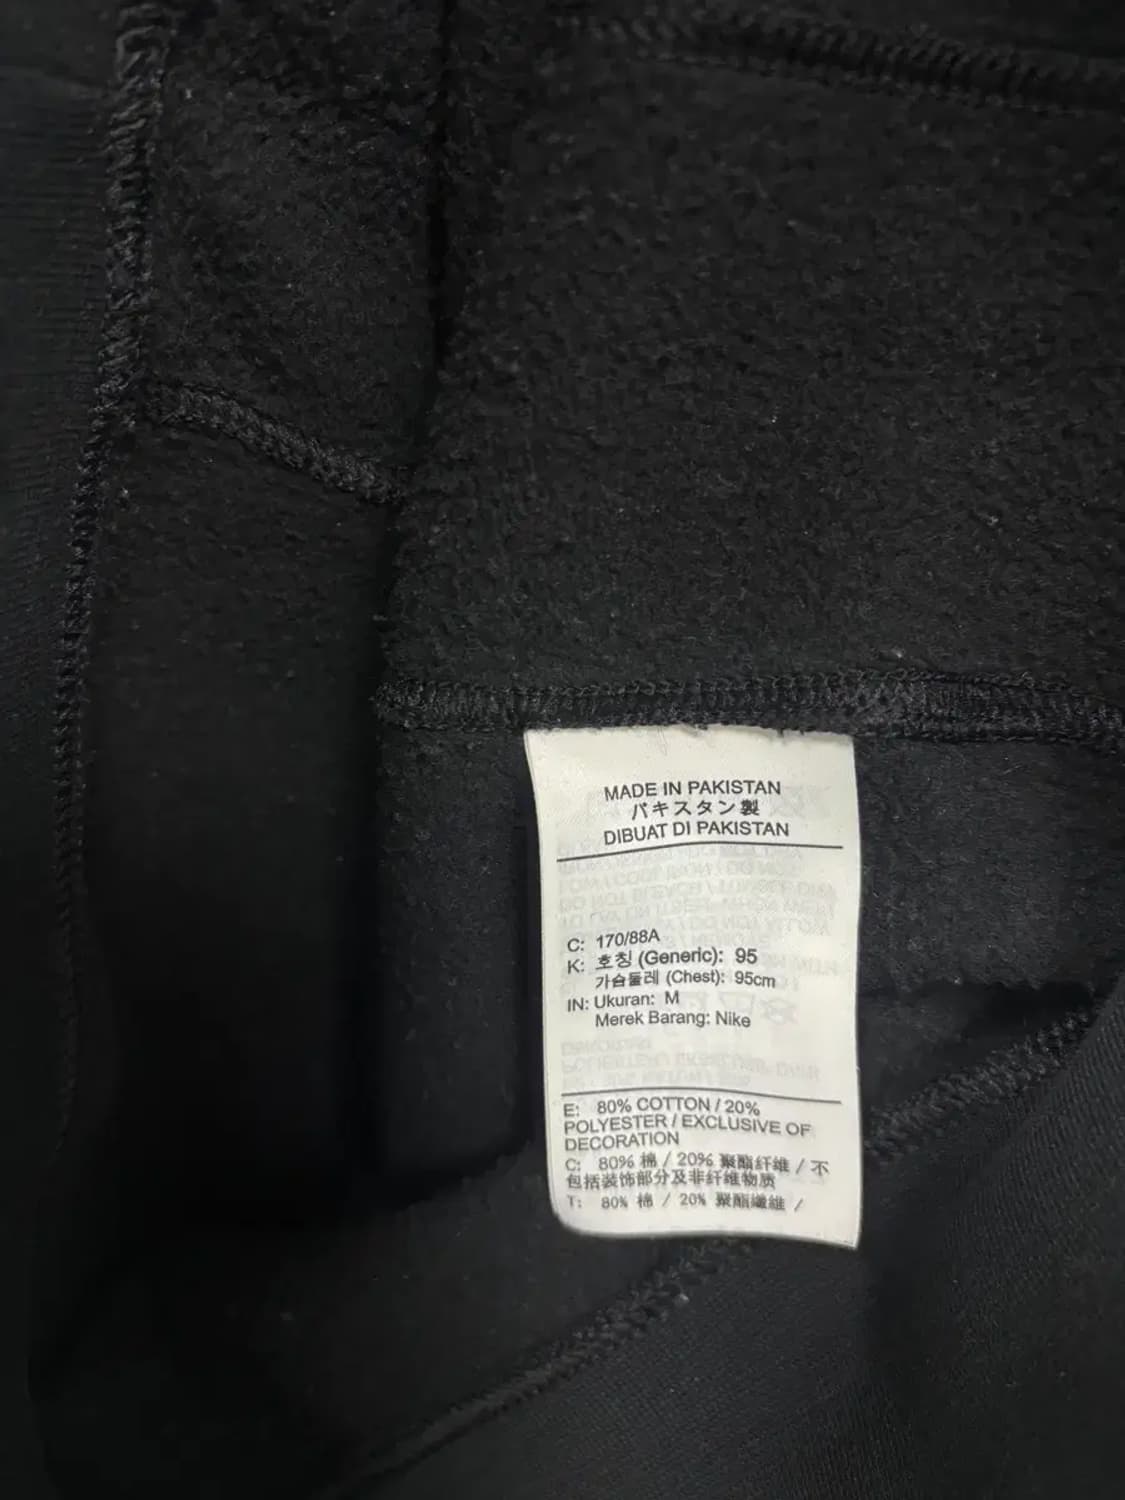 MADE IN PAKISTAN
パキスタン製
DIBUAT DI PAKISTAN
C: 170/88A
K: 호칭 (Generic): 95
가슴둘레 (Chest): 95cm
IN: Ukuran: M
Merek Barang: Nike
E: 80% COTTON / 20%
POLYESTER / EXCLUSIVE OF
DECORATION
C: 80% 棉 / 20% 聚酯纤维 / 不
包括装饰部分及非纤维物质
T: 80% 棉 / 20% 聚酯纖維 /